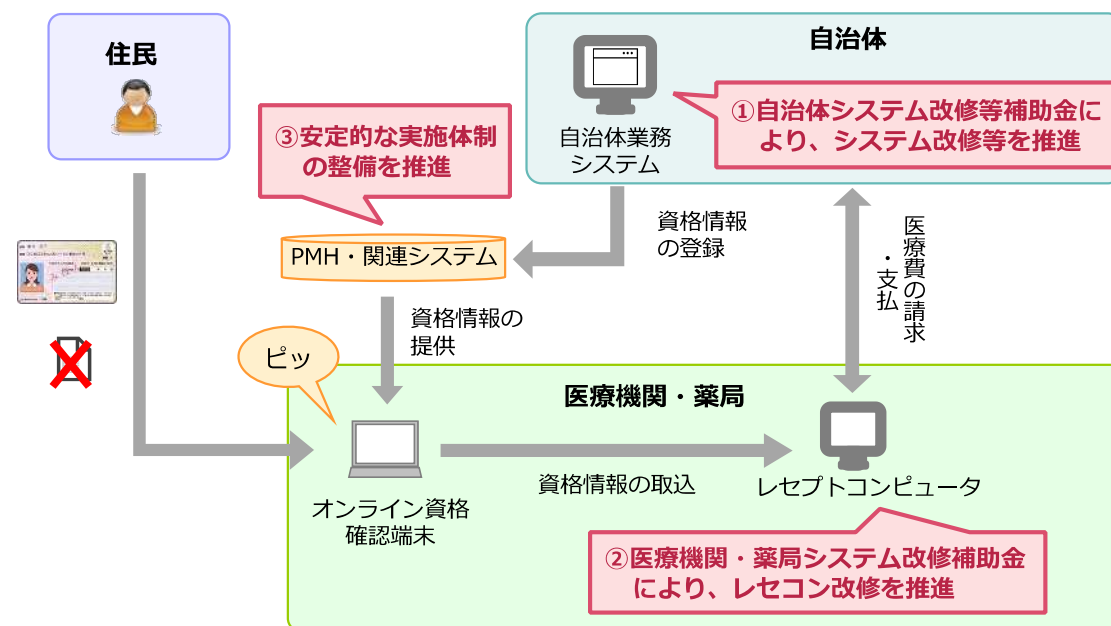 住民
自治体
①自治体システム改修等補助金に
より、システム改修等を推進
自治体業務
システム
③安定的な実施体制
の整備を推進
PMH・関連システム
資格情報
の登録
医療費の請求
・支払
資格情報の
提供
ピッ
医療機関・薬局
オンライン資格
確認端末
資格情報の取込
レセプトコンピュータ
②医療機関・薬局システム改修補助金
により、レセコン改修を推進